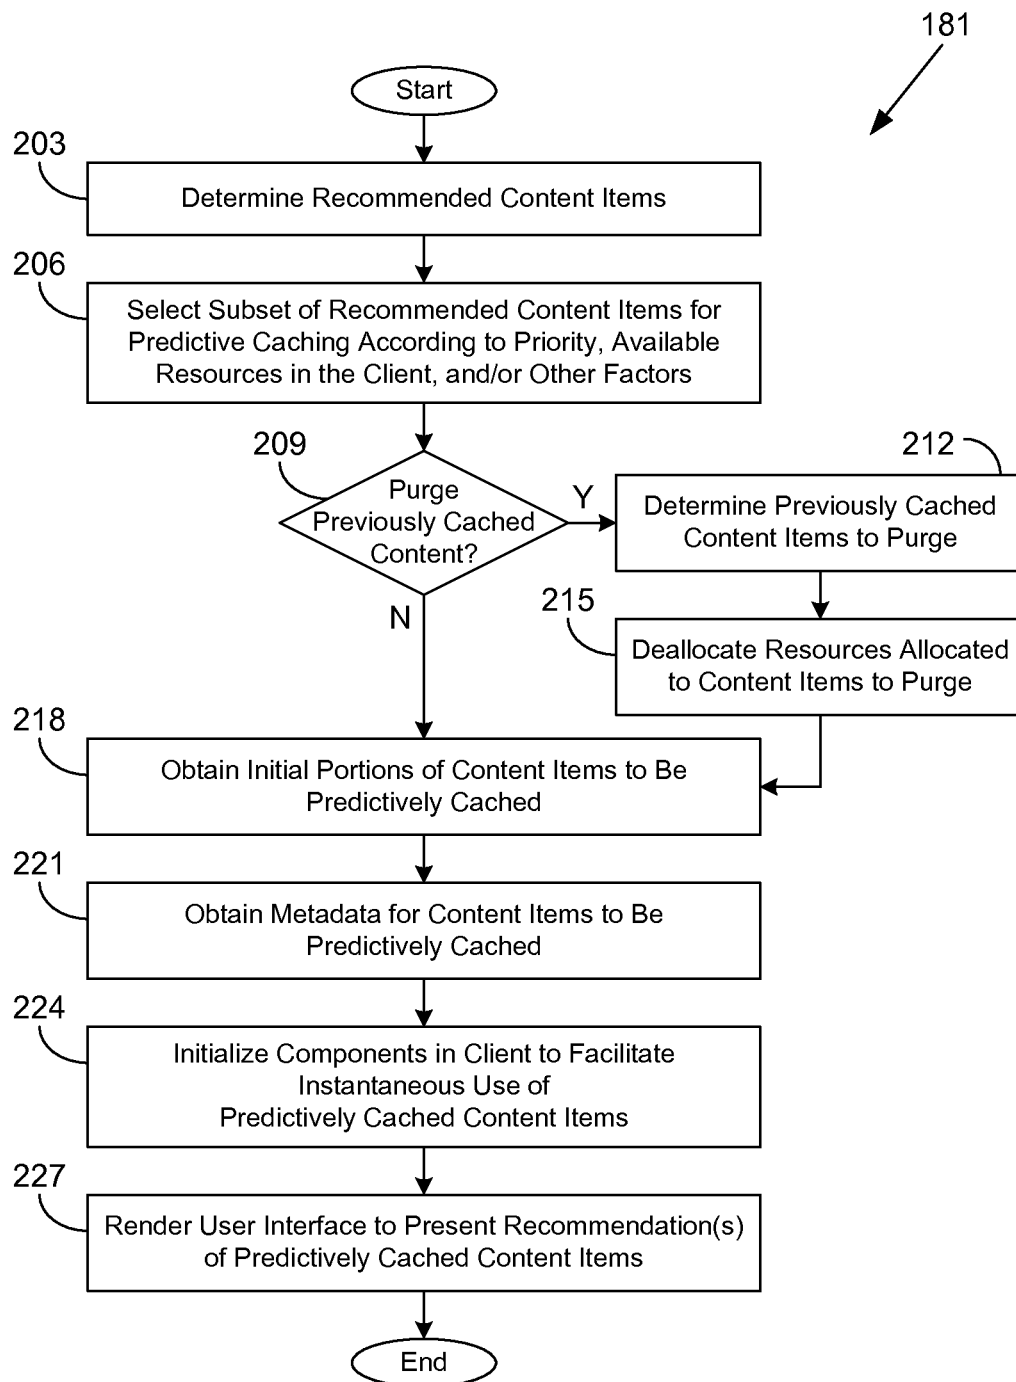 181
Start
203
Determine Recommended Content Items
206
Select Subset of Recommended Content Items for
Predictive Caching According to Priority, Available
Resources in the Client, and/or Other Factors
209
Purge
Previously Cached
Content?
Y
212
Determine Previously Cached
Content Items to Purge
N
215
Deallocate Resources Allocated
to Content Items to Purge
218
Obtain Initial Portions of Content Items to Be
Predictively Cached
221
Obtain Metadata for Content Items to Be
Predictively Cached
224
Initialize Components in Client to Facilitate
Instantaneous Use of
Predictively Cached Content Items
227
Render User Interface to Present Recommendation(s)
of Predictively Cached Content Items
End